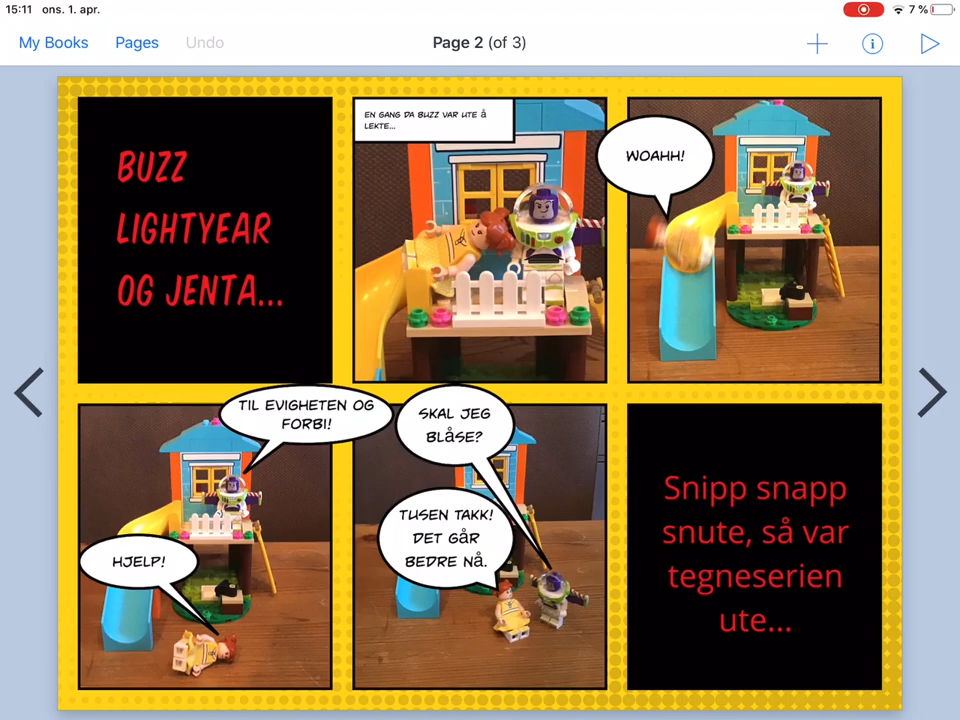 15:11 ons. 1. apr.
7 %
My Books
Pages
Undo
Page 2 (of 3)
BUZZ
LIGHTYEAR
OG JENTA...
EN GANG DA BUZZ VAR UTE å
LEKTE...
WOAHH!
TIL EVIGHETEN OG
FORBI!
HJELP!
SKAL JEG
BLåSE?
TUSEN TAKK!
DET GåR
BEDRE Nå.
Snipp snapp
snute, så var
tegneserien
ute...